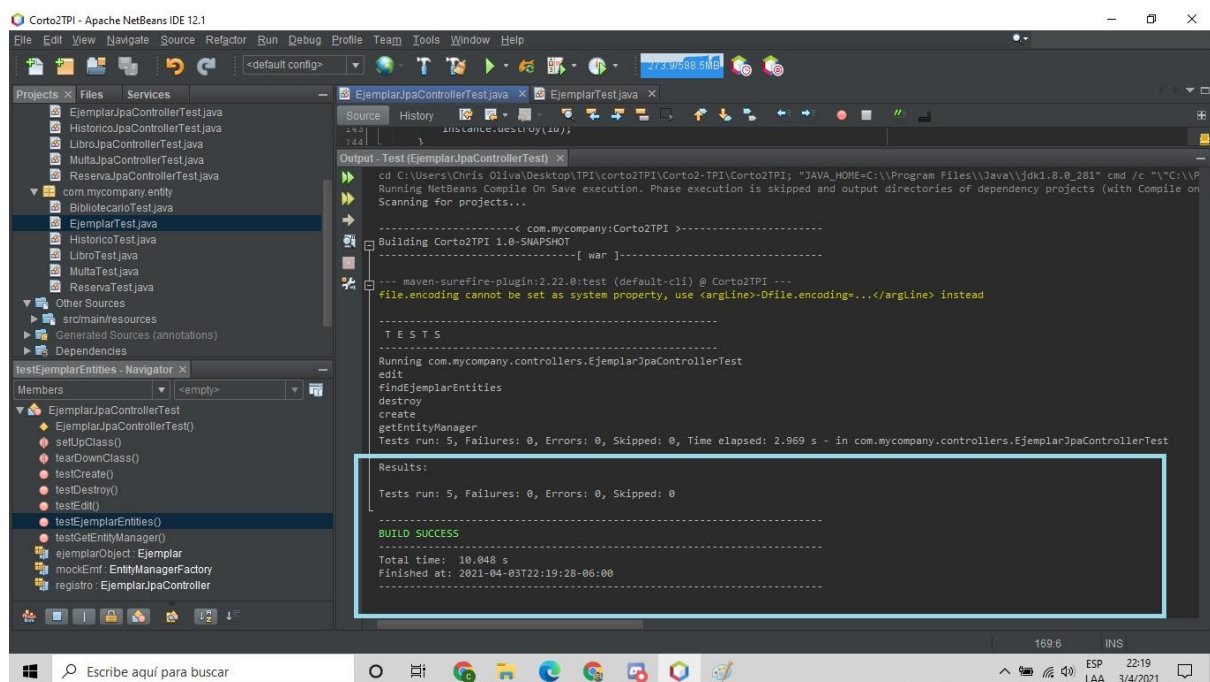 Corto2TPI - Apache NetBeans IDE 12.1
File Edit View Navigate Source Refactor Run Debug Profile Team Tools Window Help
<default config>
273.9/588.5MB
Projects Files Services
EjemplarJpaControllerTest.java
HistoricoJpaControllerTest.java
LibroJpaControllerTest.java
MultaJpaControllerTest.java
ReservaJpaControllerTest.java
com.mycompany.entity
BibliotecarioTest.java
EjemplarTest.java
HistoricoTest.java
LibroTest.java
MultaTest.java
ReservaTest.java
Other Sources
src/main/resources
Generated Sources (annotations)
Dependencies
testEjemplarEntities - Navigator
Members <empty>
EjemplarJpaControllerTest
EjemplarJpaControllerTest()
setUpClass()
tearDownClass()
testCreate()
testDestroy()
testEdit()
testEjemplarEntities()
testGetEntityManager()
ejemplarObject : Ejemplar
mockEmf : EntityManagerFactory
registro : EjemplarJpaController
EjemplarJpaControllerTest.java EjemplarTest.java
Source History
143 instance.destroy(id);
144 }
Output - Test (EjemplarJpaControllerTest)
cd C:\Users\Chris Oliva\Desktop\TPI\corto2TPI\Corto2-TPI\Corto2TPI; "JAVA_HOME=C:\\Program Files\\Java\\jdk1.8.0_281" cmd /c "\"C:\\P
Running NetBeans Compile On Save execution. Phase execution is skipped and output directories of dependency projects (with Compile on
Scanning for projects...
----------------------< com.mycompany:Corto2TPI >-----------------------
Building Corto2TPI 1.0-SNAPSHOT
--------------------------------[ war ]---------------------------------
--- maven-surefire-plugin:2.22.0:test (default-cli) @ Corto2TPI ---
file.encoding cannot be set as system property, use <argLine>-Dfile.encoding=...</argLine> instead
-------------------------------------------------------
T E S T S
-------------------------------------------------------
Running com.mycompany.controllers.EjemplarJpaControllerTest
edit
findEjemplarEntities
destroy
create
getEntityManager
Tests run: 5, Failures: 0, Errors: 0, Skipped: 0, Time elapsed: 2.969 s - in com.mycompany.controllers.EjemplarJpaControllerTest
Results:
Tests run: 5, Failures: 0, Errors: 0, Skipped: 0
------------------------------------------------------------------------
BUILD SUCCESS
------------------------------------------------------------------------
Total time: 10.048 s
Finished at: 2021-04-03T22:19:28-06:00
------------------------------------------------------------------------
169:6 INS
Escribe aquí para buscar
ESP 22:19
LAA 3/4/2021